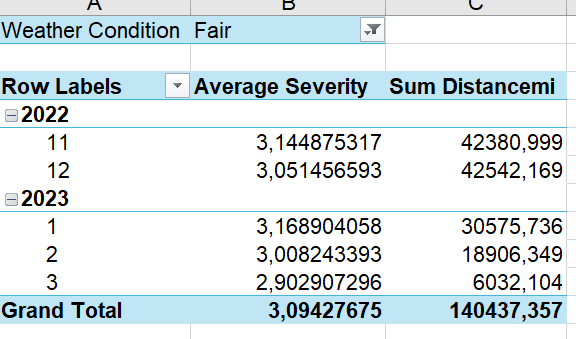 A B C
Weather Condition Fair
Row Labels Average Severity Sum Distancemi
2022
11 3,144875317 42380,999
12 3,051456593 42542,169
2023
1 3,168904058 30575,736
2 3,008243393 18906,349
3 2,902907296 6032,104
Grand Total 3,09427675 140437,357